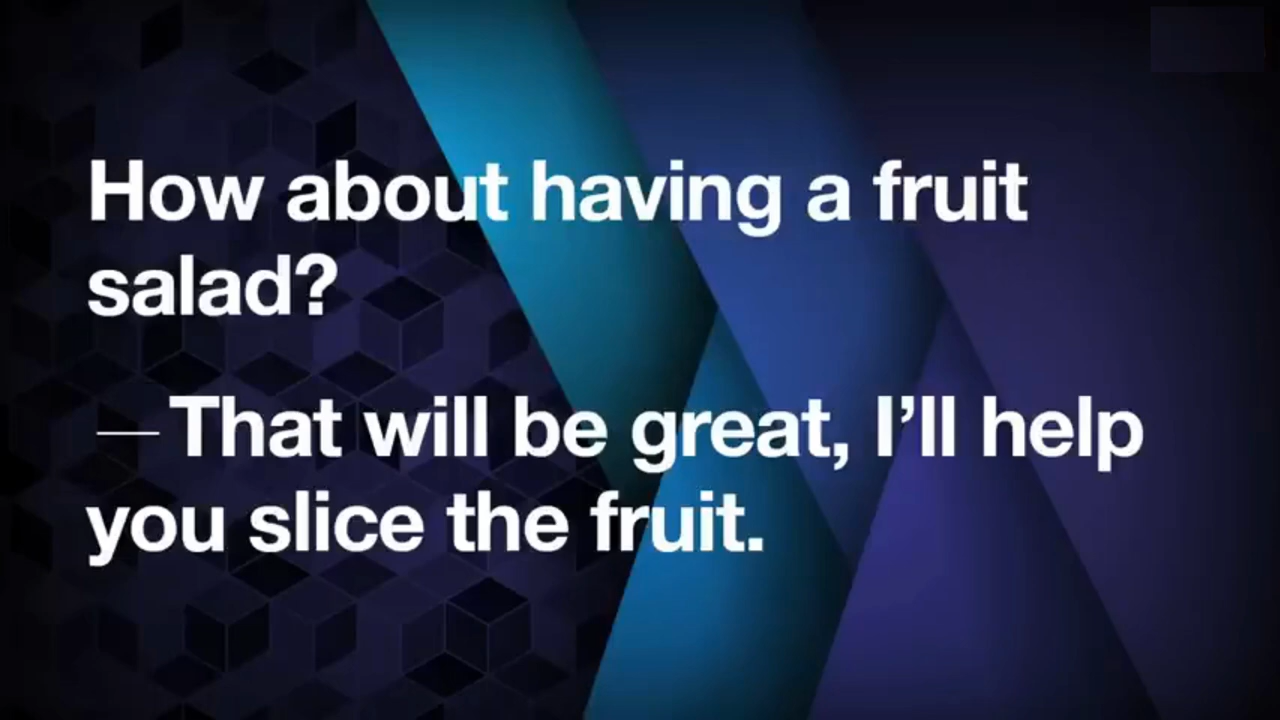 How about having a fruit
salad?
—That will be great, I’ll help
you slice the fruit.